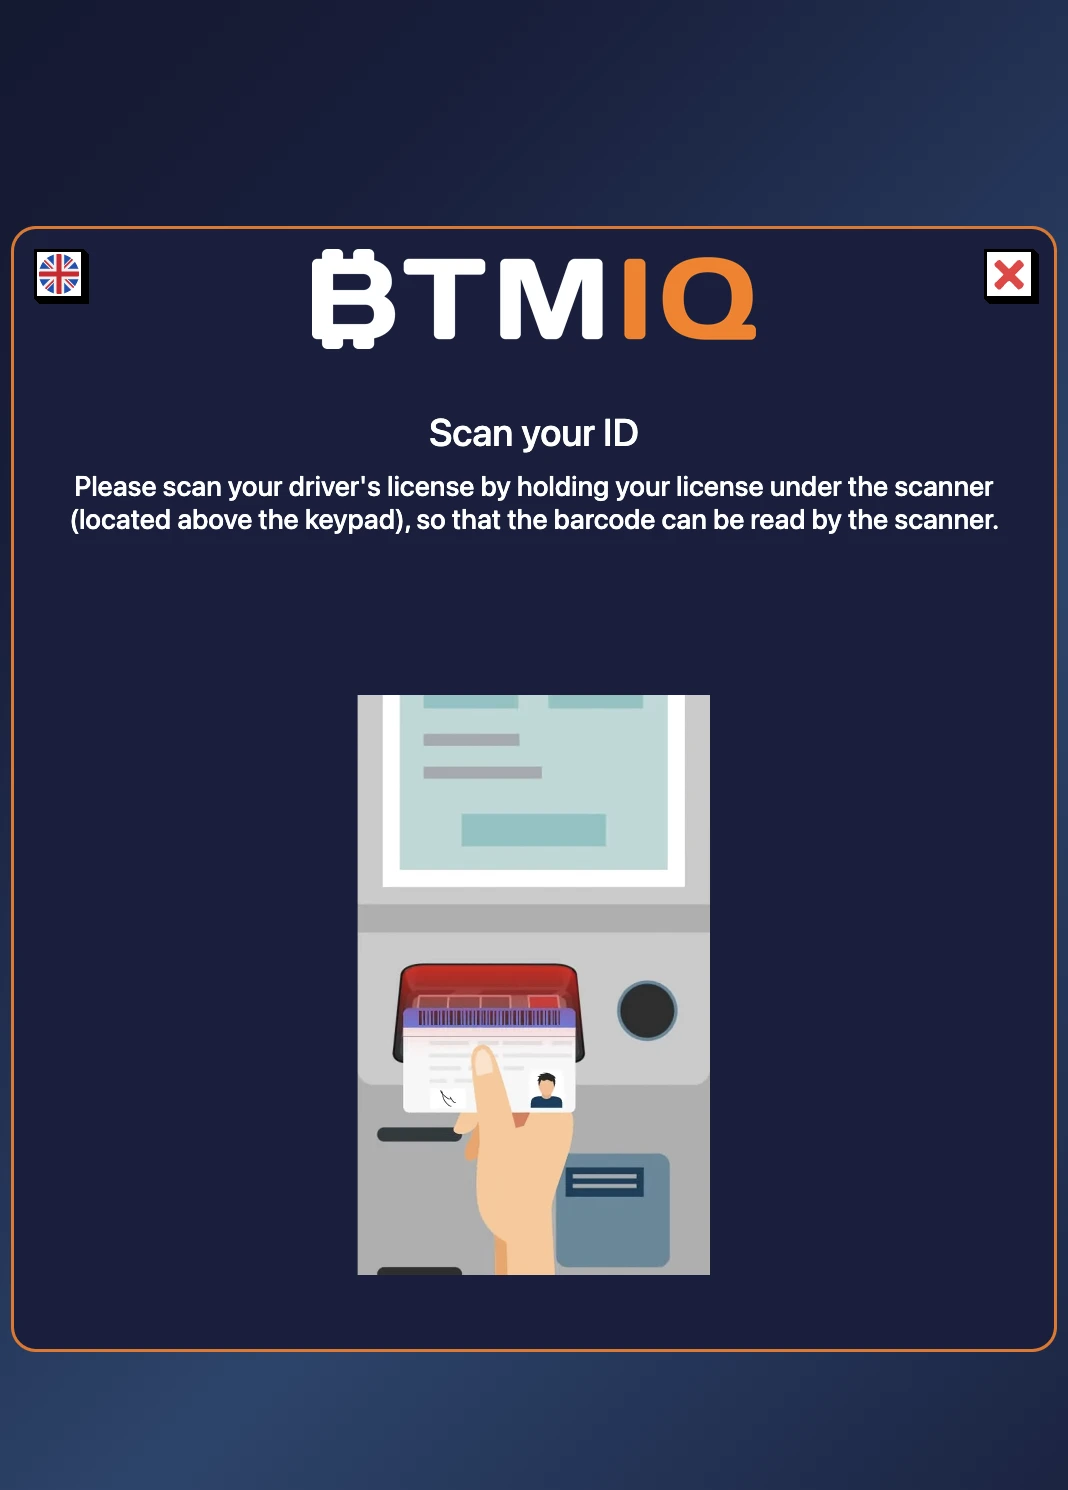 BTMIQ
Scan your ID
Please scan your driver's license by holding your license under the scanner
(located above the keypad), so that the barcode can be read by the scanner.